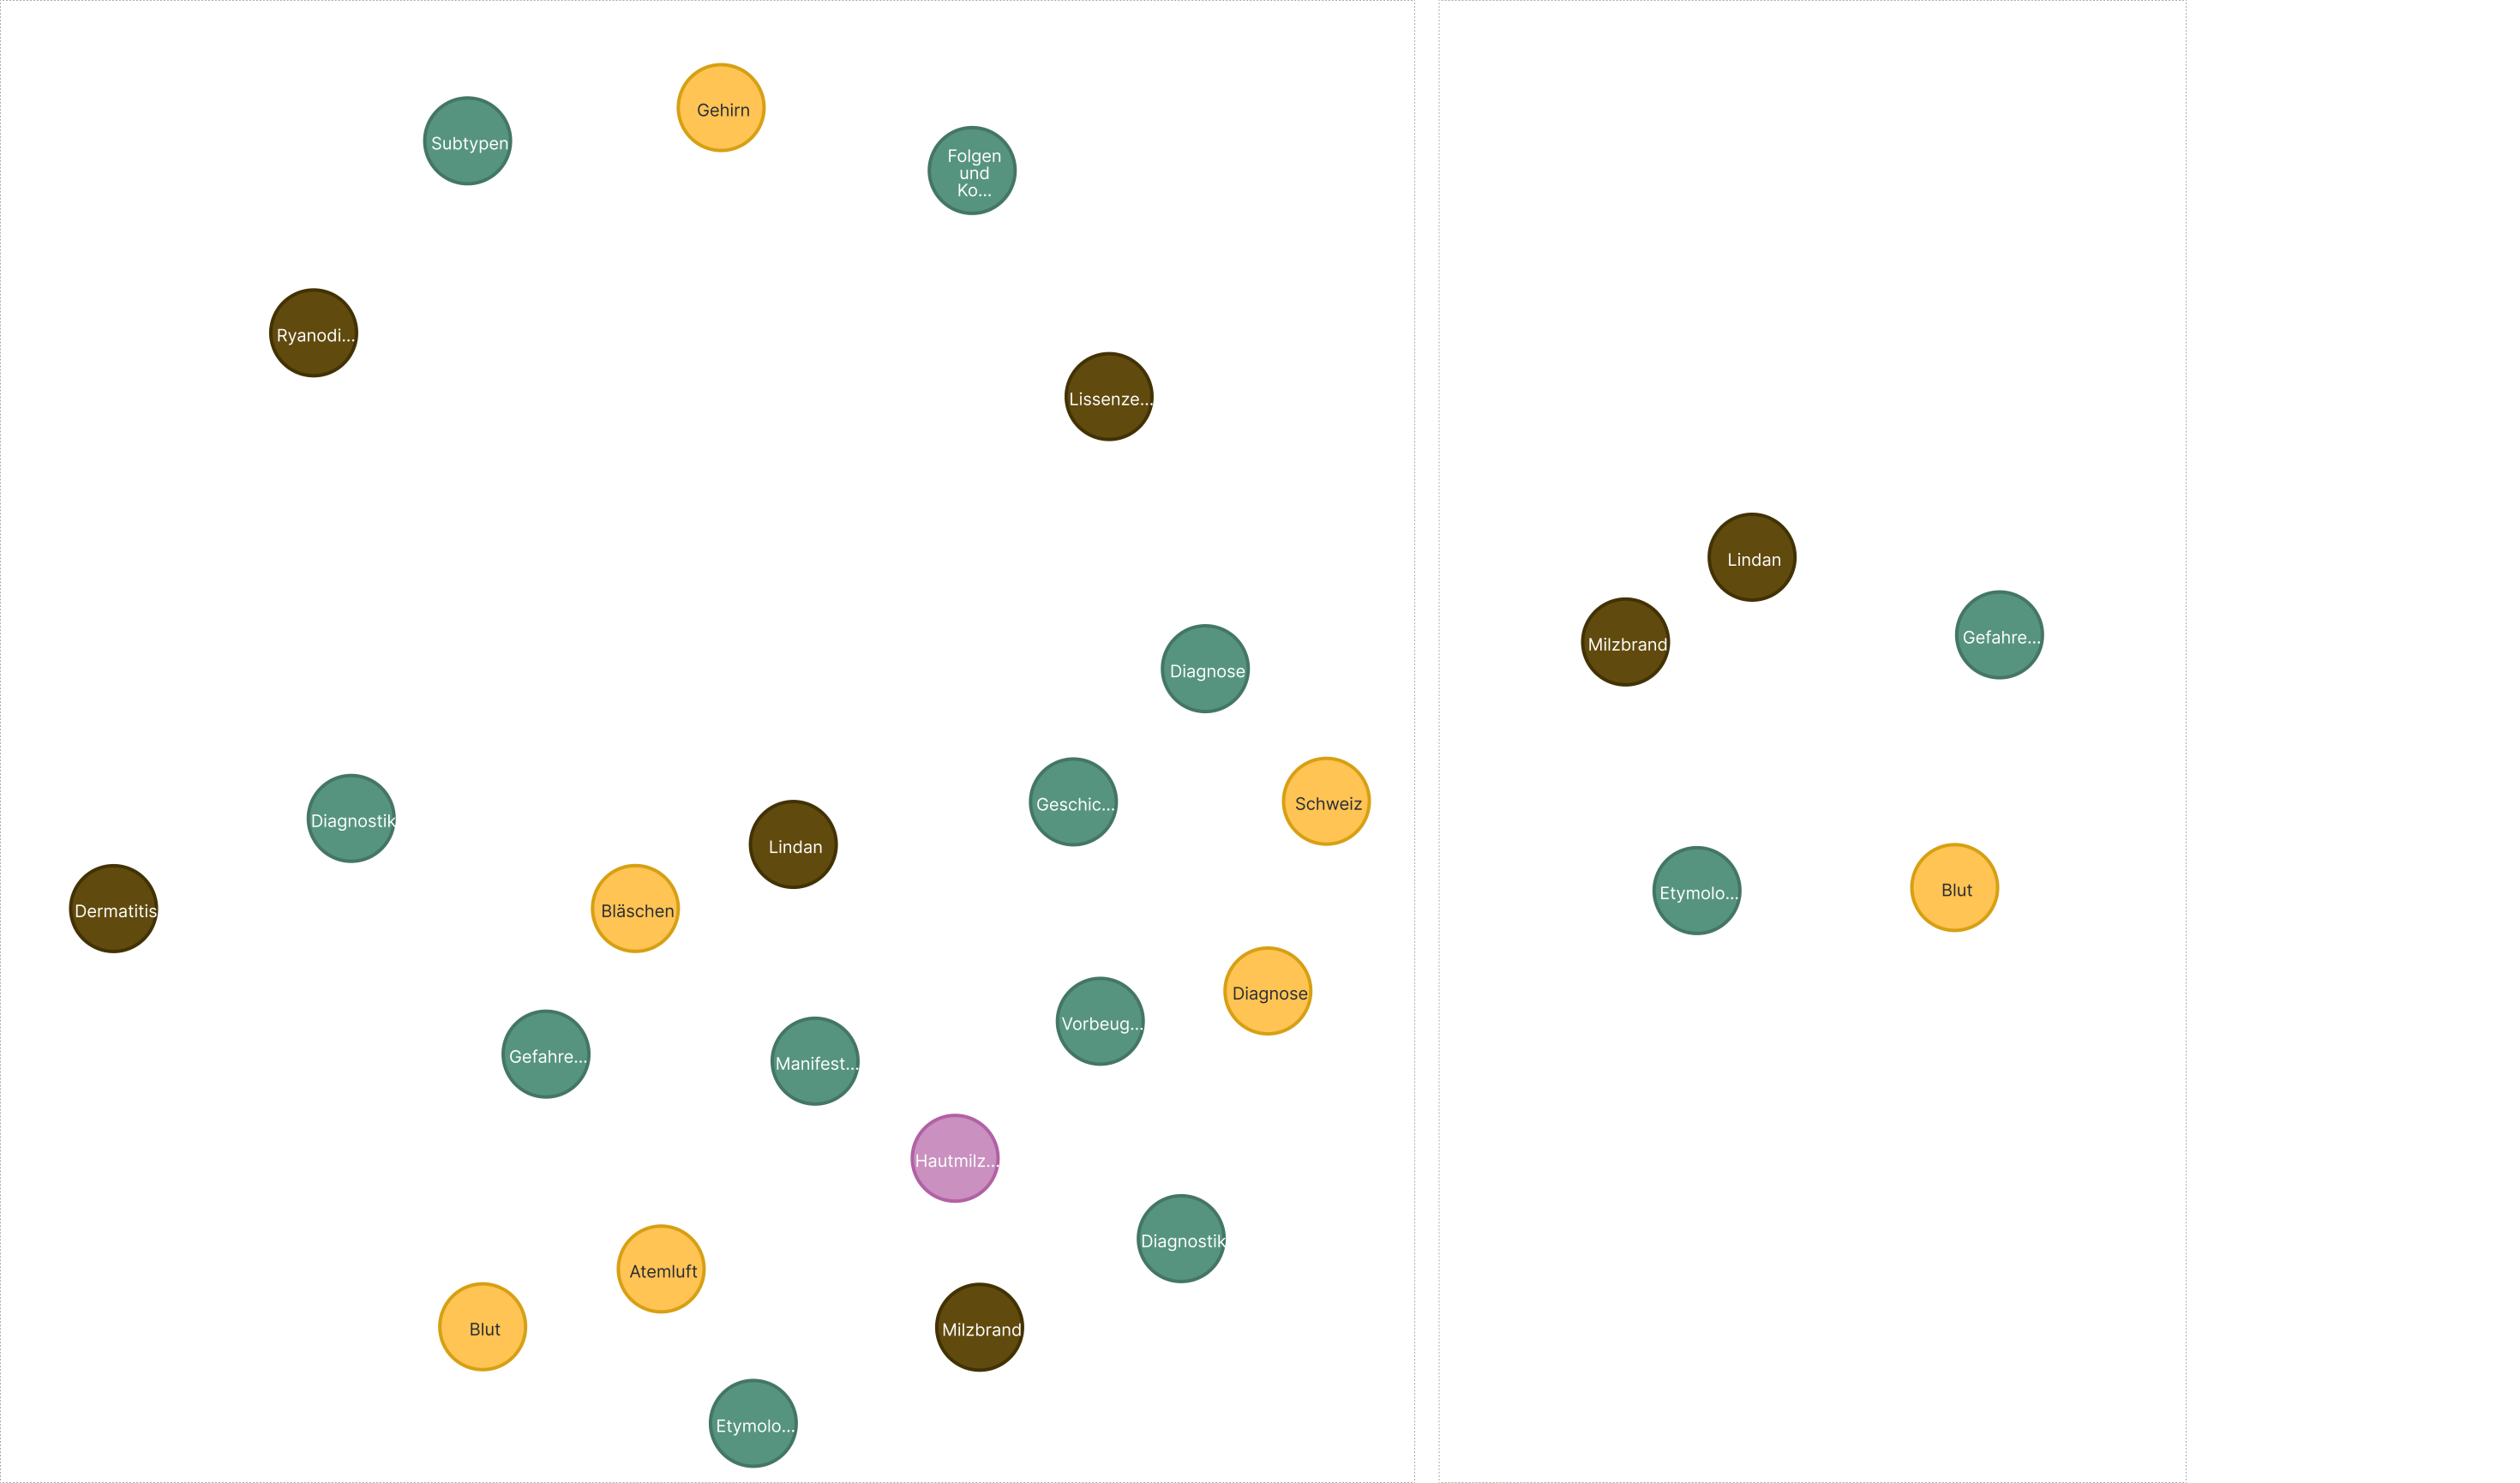 Gehirn
Subtypen
Folgen
und
Ko...
Ryanodi...
Lissenze...
Diagnose
Geschic...
Schweiz
Diagnostik
Lindan
Dermatitis
Bläschen
Diagnose
Vorbeug...
Gefahre...
Manifest...
Hautmilz...
Diagnostik
Atemluft
Blut
Milzbrand
Etymolo...
Lindan
Milzbrand
Gefahre...
Etymolo...
Blut